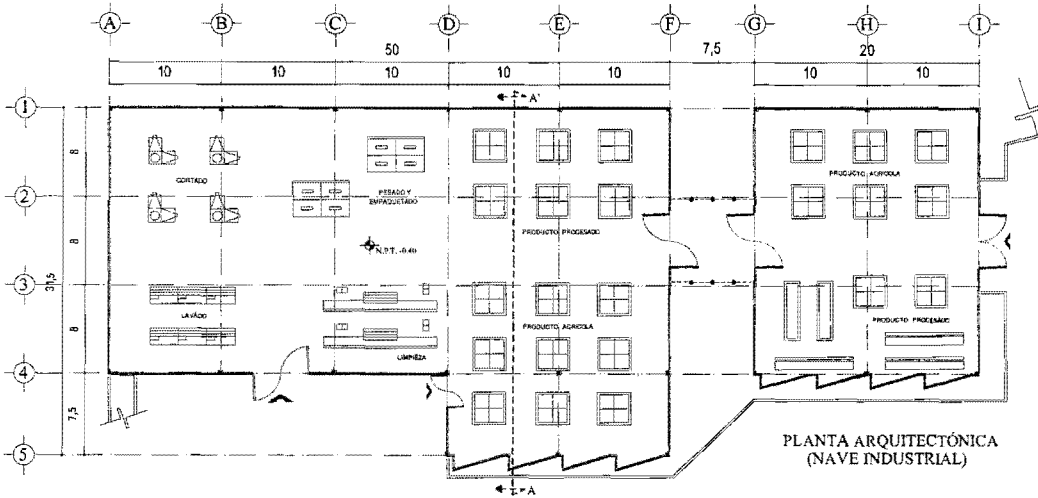 A B C D E F G H I
50 7,5 20
10 10 10 10 10 10 10
A'
1
8
CORTADO
PESADO Y
EMPAQUETADO
PRODUCTO AGRICOLA
2
PRODUCTO PROCESADO
8
N.P.T. -0.40
3
31,5
LAVADO
PRODUCTO AGRICOLA
PRODUCTO PROCESADO
8
LIMPIEZA
4
7,5
5
PLANTA ARQUITECTÓNICA
(NAVE INDUSTRIAL)
A